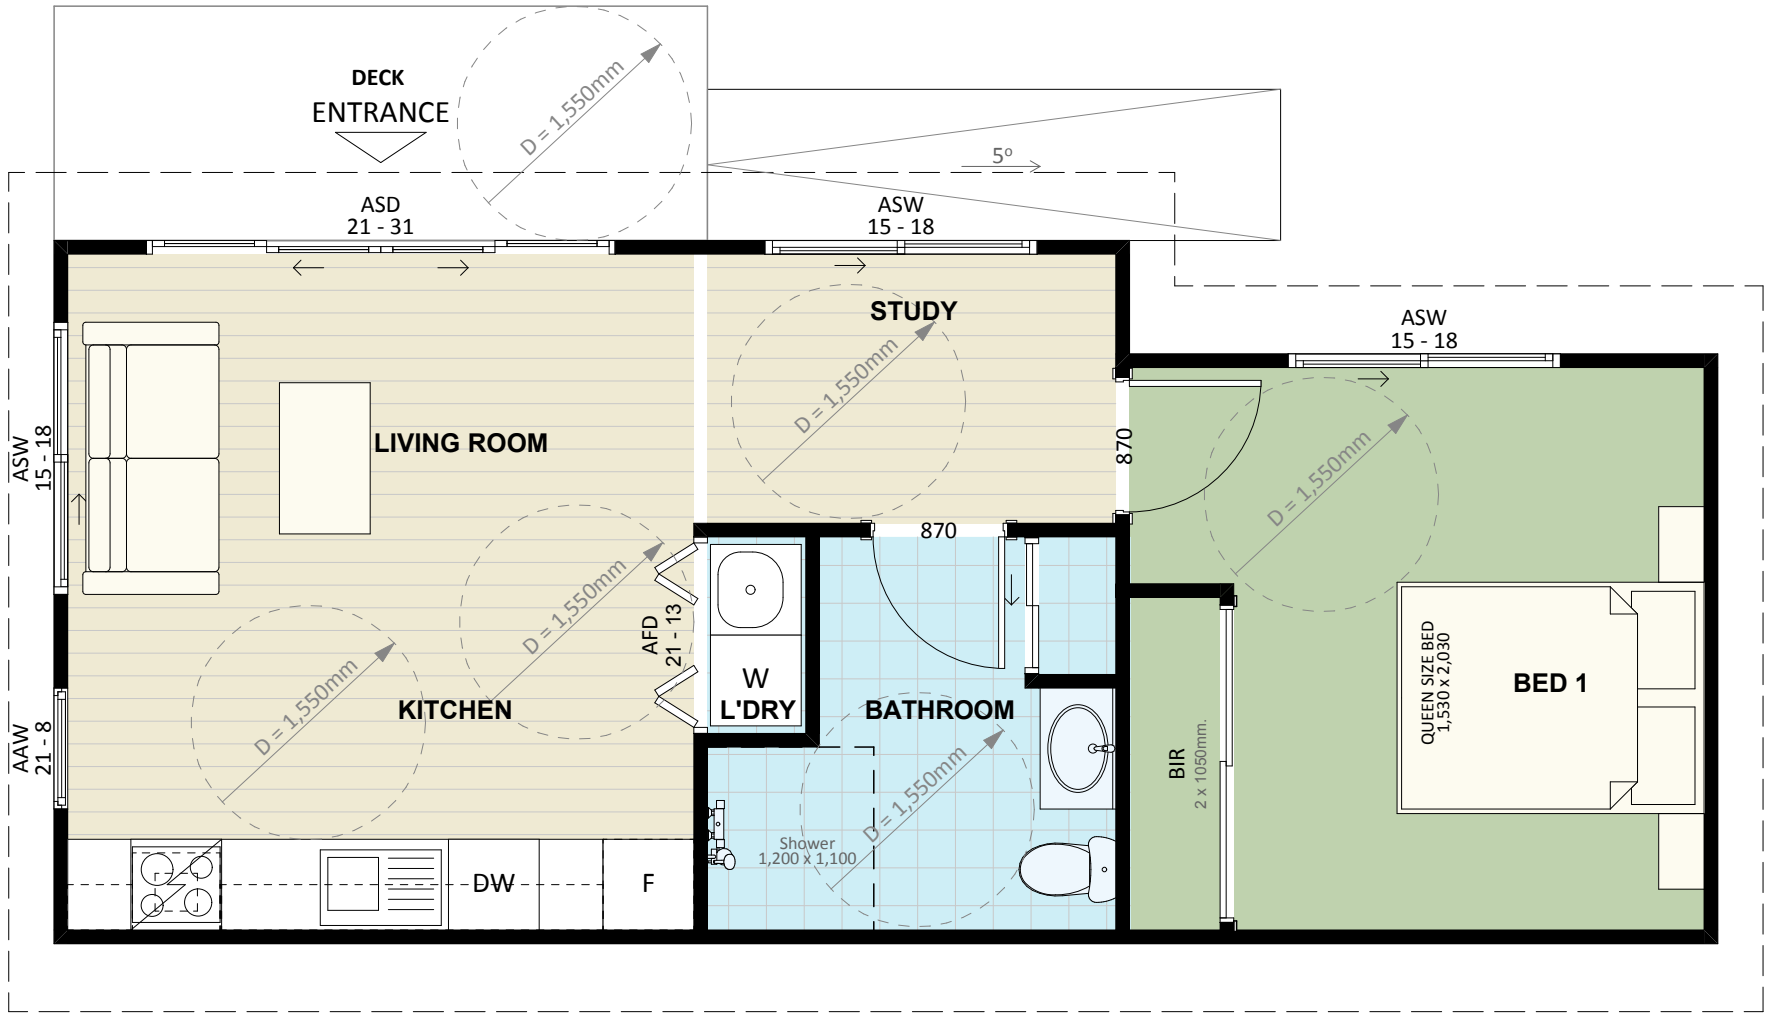 DECK
ENTRANCE
D = 1,550mm
5º
ASD
21 - 31
ASW
15 - 18
STUDY
D = 1,550mm
ASW
15 - 18
LIVING ROOM
ASW
15 - 18
870
D = 1,550mm
870
D = 1,550mm
AFD
21 - 13
W
L'DRY
KITCHEN
D = 1,550mm
AAW
21 - 8
BATHROOM
D = 1,550mm
Shower
1,200 x 1,100
BIR
2 x 1050mm.
QUEEN SIZE BED
1,530 x 2,030
BED 1
DW
F